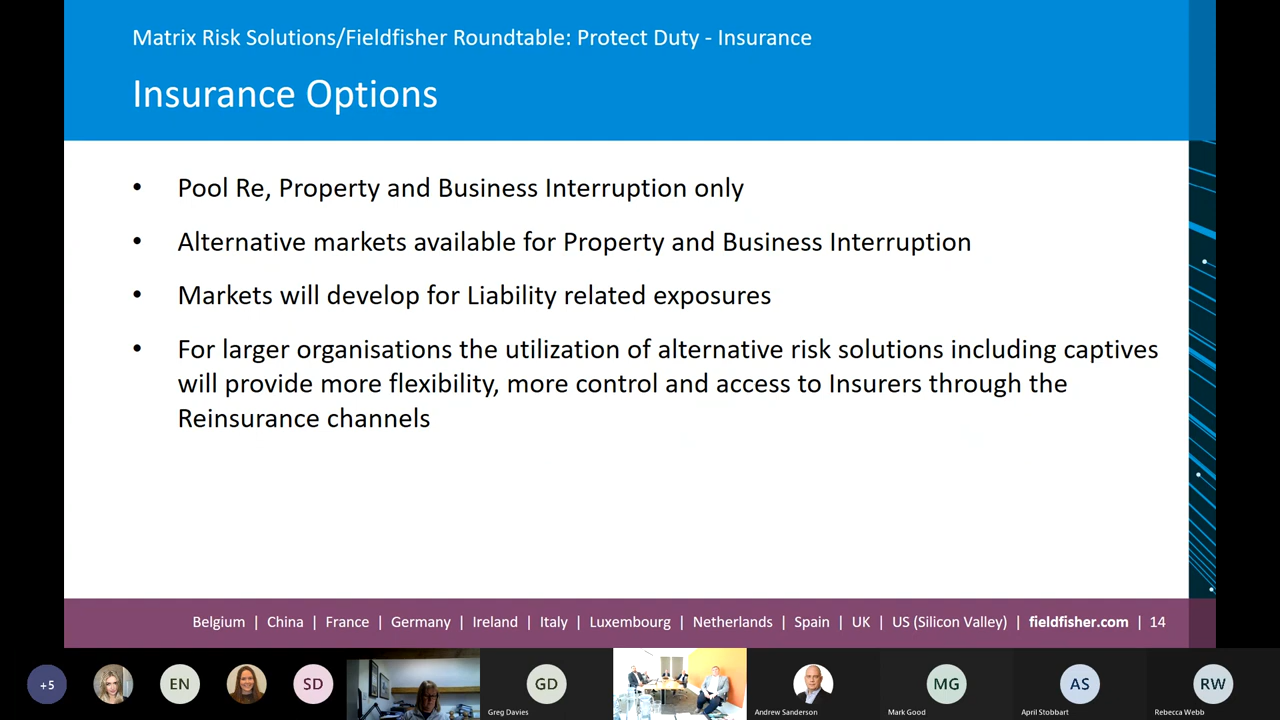 Matrix Risk Solutions/Fieldfisher Roundtable: Protect Duty - Insurance
Insurance Options
• Pool Re, Property and Business Interruption only
• Alternative markets available for Property and Business Interruption
• Markets will develop for Liability related exposures
• For larger organisations the utilization of alternative risk solutions including captives
will provide more flexibility, more control and access to Insurers through the
Reinsurance channels
Belgium | China | France | Germany | Ireland | Italy | Luxembourg | Netherlands | Spain | UK | US (Silicon Valley) | fieldfisher.com | 14
+5 EN SD GD MG AS RW
Greg Davies Andrew Sanderson Mark Good April Stobbart Rebecca Webb